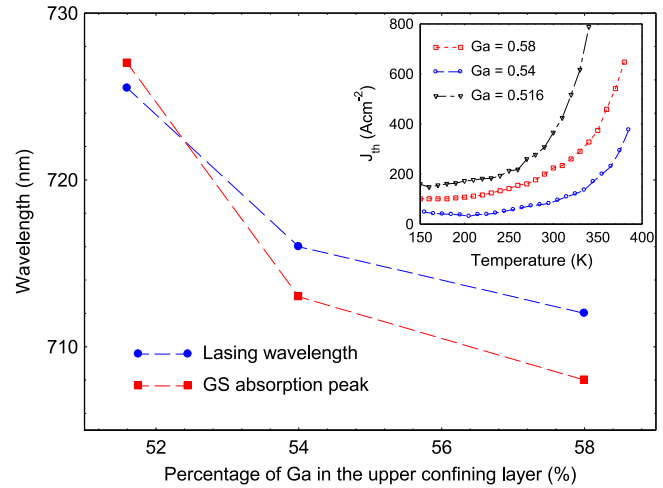 730
720
710
Wavelength (nm)
52
54
56
58
Percentage of Ga in the upper confining layer (%)
Lasing wavelength
GS absorption peak
800
600
400
200
0
J_th (Acm⁻²)
150
200
250
300
350
400
Temperature (K)
Ga = 0.58
Ga = 0.54
Ga = 0.516